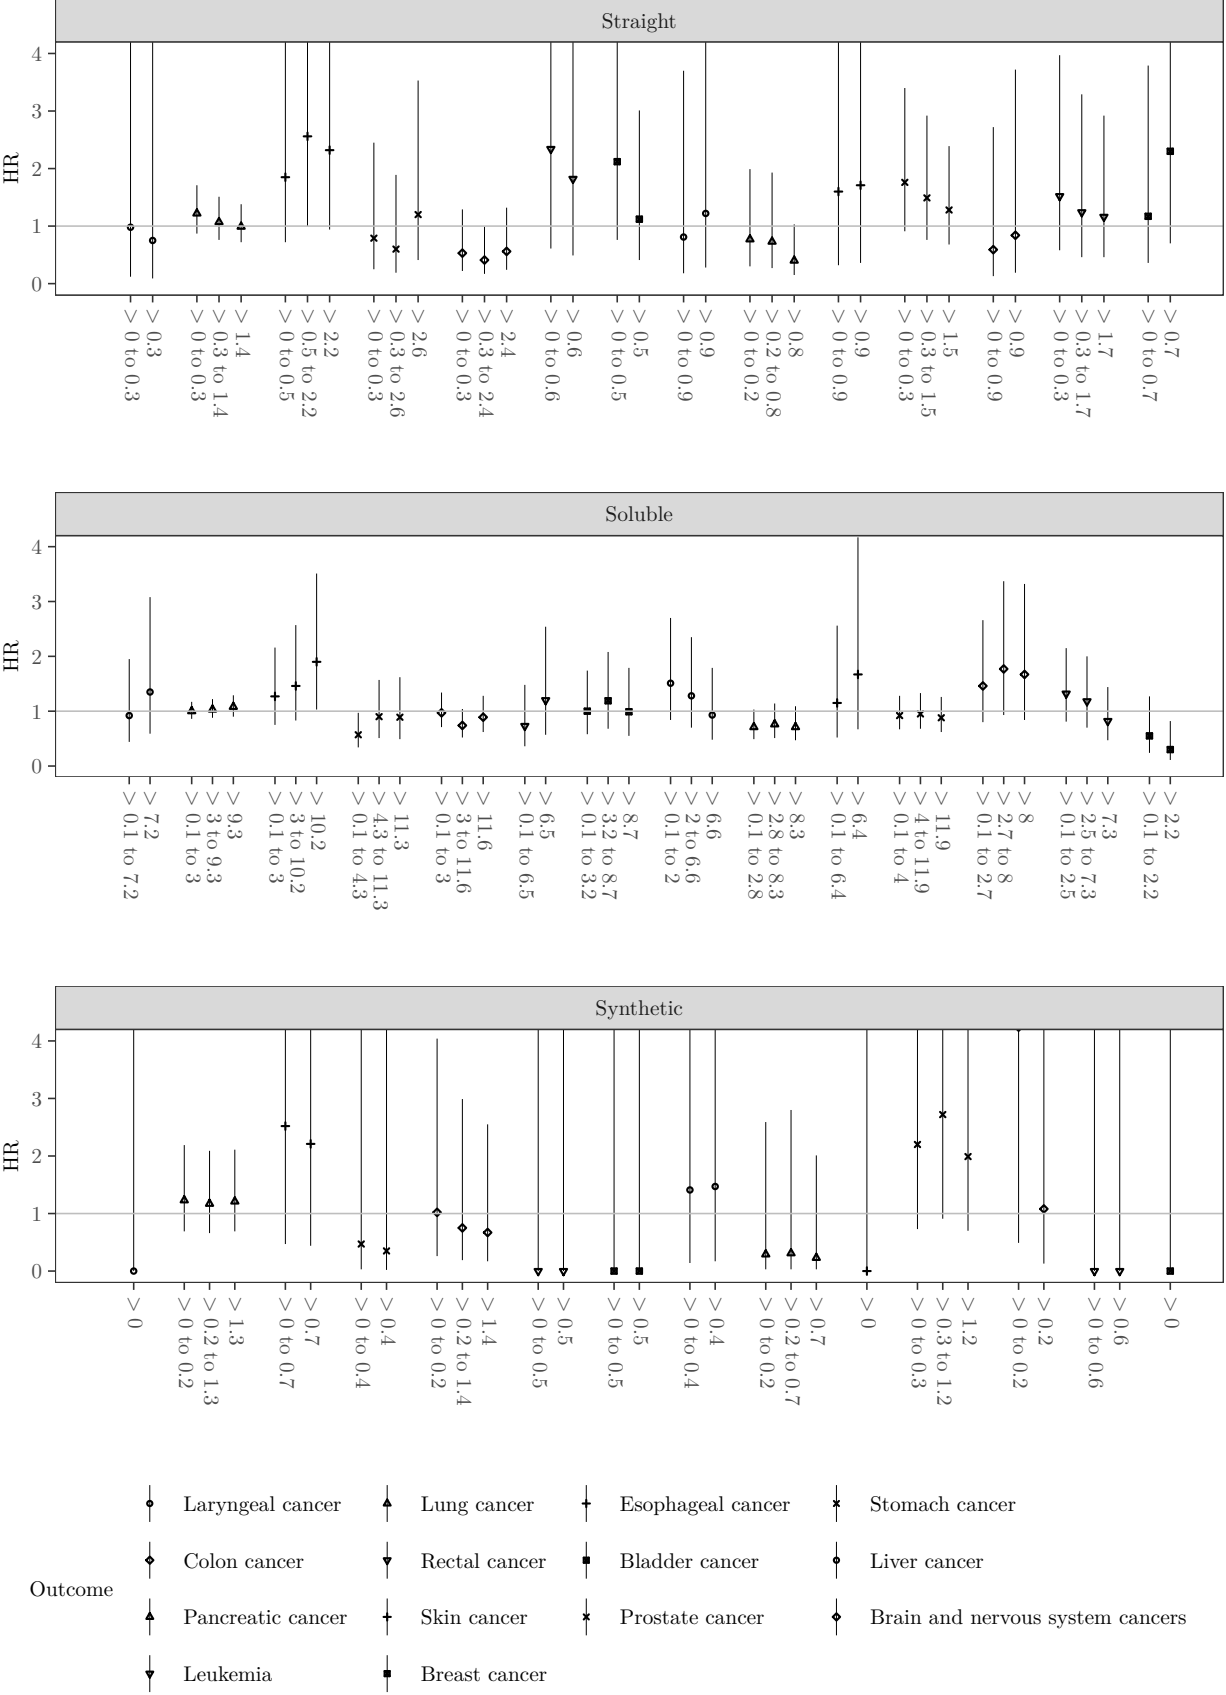 Straight
HR
4
3
2
1
0
> 0 to 0.3
> 0.3
> 0 to 0.3
> 0.3 to 1.4
> 1.4
> 0 to 0.5
> 0.5 to 2.2
> 2.2
> 0 to 0.3
> 0.3 to 2.6
> 2.6
> 0 to 0.3
> 0.3 to 2.4
> 2.4
> 0 to 0.6
> 0.6
> 0 to 0.5
> 0.5
> 0 to 0.9
> 0.9
> 0 to 0.2
> 0.2 to 0.8
> 0.8
> 0 to 0.9
> 0.9
> 0 to 0.3
> 0.3 to 1.5
> 1.5
> 0 to 0.9
> 0.9
> 0 to 0.3
> 0.3 to 1.7
> 1.7
> 0 to 0.7
> 0.7
Soluble
HR
4
3
2
1
0
> 0.1 to 7.2
> 7.2
> 0.1 to 3
> 3 to 9.3
> 9.3
> 0.1 to 3
> 3 to 10.2
> 10.2
> 0.1 to 4.3
> 4.3 to 11.3
> 11.3
> 0.1 to 3
> 3 to 11.6
> 11.6
> 0.1 to 6.5
> 6.5
> 0.1 to 3.2
> 3.2 to 8.7
> 8.7
> 0.1 to 2
> 2 to 6.6
> 6.6
> 0.1 to 2.8
> 2.8 to 8.3
> 8.3
> 0.1 to 6.4
> 6.4
> 0.1 to 4
> 4 to 11.9
> 11.9
> 0.1 to 2.7
> 2.7 to 8
> 8
> 0.1 to 2.5
> 2.5 to 7.3
> 7.3
> 0.1 to 2.2
> 2.2
Synthetic
HR
4
3
2
1
0
> 0
> 0 to 0.2
> 0.2 to 1.3
> 1.3
> 0 to 0.7
> 0.7
> 0 to 0.4
> 0.4
> 0 to 0.2
> 0.2 to 1.4
> 1.4
> 0 to 0.5
> 0.5
> 0 to 0.5
> 0.5
> 0 to 0.4
> 0.4
> 0 to 0.2
> 0.2 to 0.7
> 0.7
> 0
> 0 to 0.3
> 0.3 to 1.2
> 1.2
> 0 to 0.2
> 0.2
> 0 to 0.6
> 0.6
> 0
Outcome
Laryngeal cancer
Lung cancer
Esophageal cancer
Stomach cancer
Colon cancer
Rectal cancer
Bladder cancer
Liver cancer
Pancreatic cancer
Skin cancer
Prostate cancer
Brain and nervous system cancers
Leukemia
Breast cancer